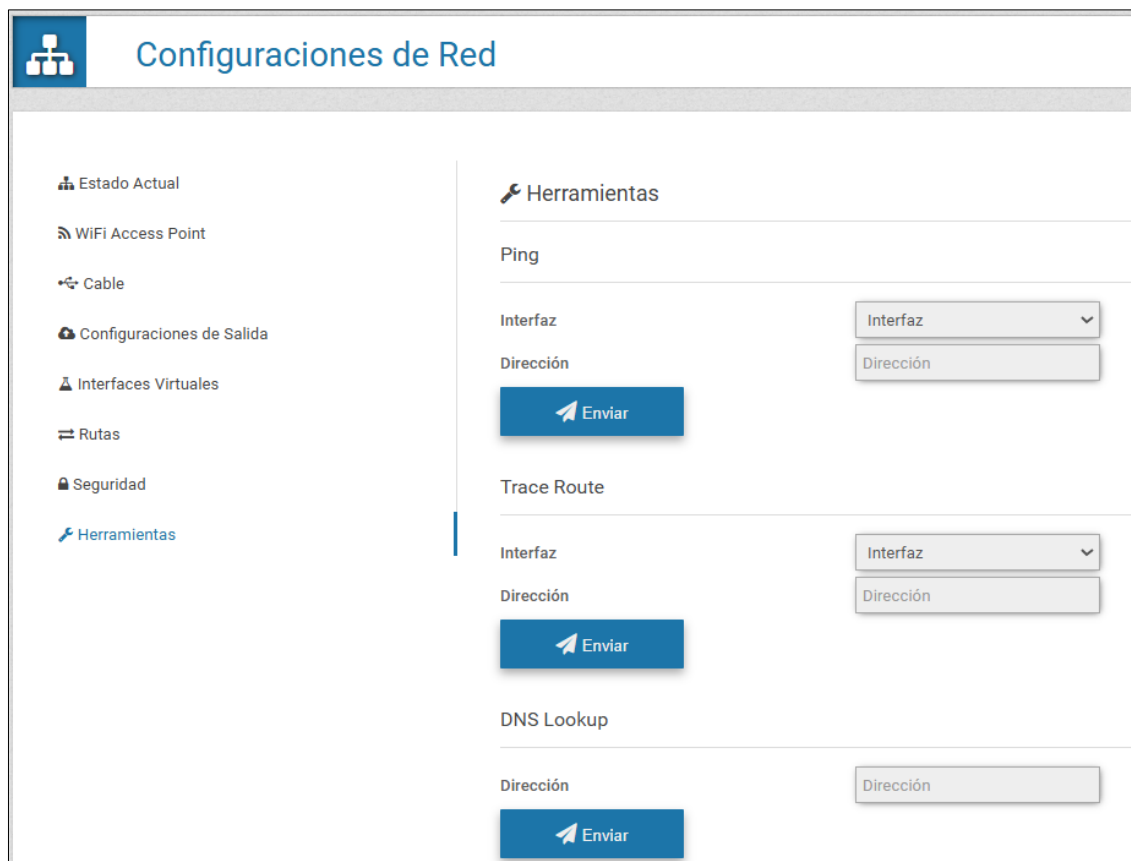 Configuraciones de Red
Estado Actual
WiFi Access Point
Cable
Configuraciones de Salida
Interfaces Virtuales
Rutas
Seguridad
Herramientas
Herramientas
Ping
Interfaz
Interfaz
Dirección
Dirección
Enviar
Trace Route
Interfaz
Interfaz
Dirección
Dirección
Enviar
DNS Lookup
Dirección
Dirección
Enviar